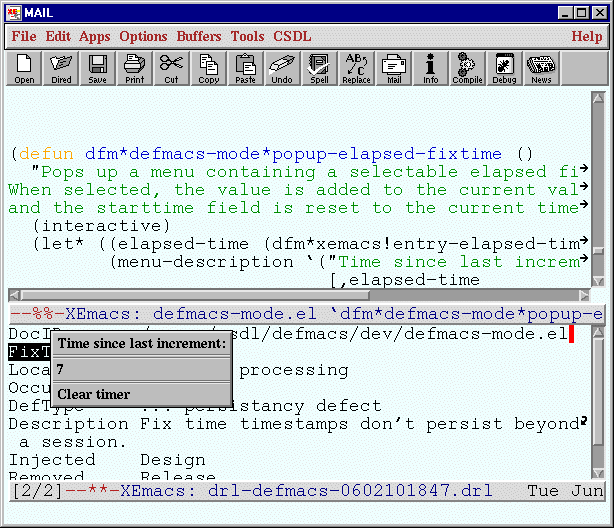 MAIL
File Edit Apps Options Buffers Tools CSDL Help
Open Dired Save Print Cut Copy Paste Undo Spell Replace Mail Info Compile Debug News
(defun dfm*defmacs-mode*popup-elapsed-fixtime ()
"Pops up a menu containing a selectable elapsed fi
When selected, the value is added to the current val
and the starttime field is reset to the current time
(interactive)
(let* ((elapsed-time (dfm*xemacs!entry-elapsed-tim
(menu-description `("Time since last increm
[,elapsed-time
--%%-XEmacs: defmacs-mode.el `dfm*defmacs-mode*popup-e
DocID sdl/defmacs/dev/defmacs-mode.el
FixT
Time since last increment:
Loca processing
7
Occu
Clear timer
DefType ... persistancy defect
Description Fix time timestamps don't persist beyond
a session.
Injected Design
Removed Release
[2/2]--**-XEmacs: drl-defmacs-0602101847.drl Tue Jun